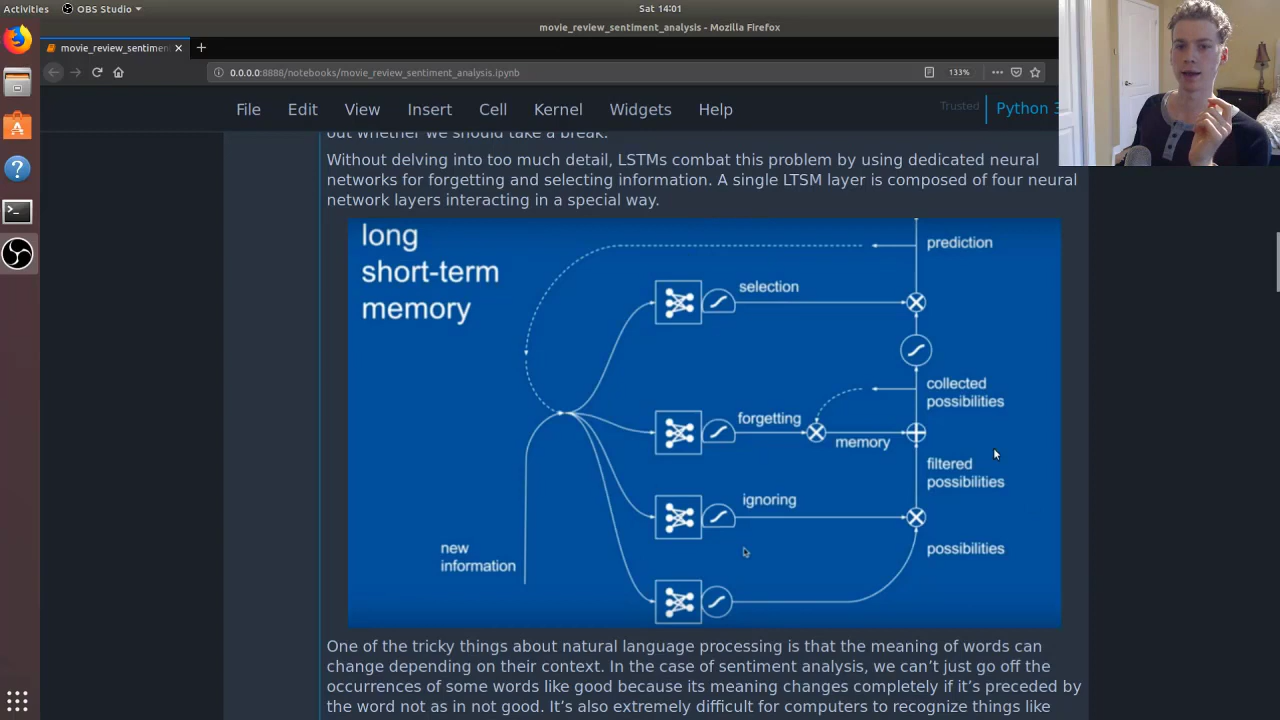 Activities
OBS Studio
Sat 14:01
movie_review_sentiment_analysis - Mozilla Firefox
movie_review_sentimen
0.0.0.0:8888/notebooks/movie_review_sentiment_analysis.ipynb
133%
File Edit View Insert Cell Kernel Widgets Help
Trusted
Python 3
out whether we should take a break.
Without delving into too much detail, LSTMs combat this problem by using dedicated neural
networks for forgetting and selecting information. A single LTSM layer is composed of four neural
network layers interacting in a special way.
long
short-term
memory
prediction
selection
collected
possibilities
forgetting
memory
filtered
possibilities
ignoring
new
information
possibilities
One of the tricky things about natural language processing is that the meaning of words can
change depending on their context. In the case of sentiment analysis, we can't just go off the
occurrences of some words like good because its meaning changes completely if it's preceded by
the word not as in not good. It's also extremely difficult for computers to recognize things like